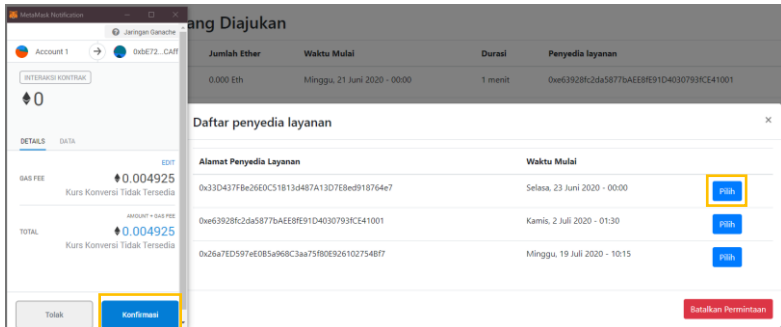 MetaMask Notification
Jaringan Ganache
Account 1
0xbE72...CAff
INTERAKSI KONTRAK
0
DETAILS DATA
EDIT
GAS FEE 0.004925
Kurs Konversi Tidak Tersedia
AMOUNT + GAS FEE
TOTAL 0.004925
Kurs Konversi Tidak Tersedia
Tolak Konfirmasi
ang Diajukan
Jumlah Ether Waktu Mulai Durasi Penyedia layanan
0.000 Eth Minggu, 21 Juni 2020 - 00:00 1 menit 0xe63928fc2da5877bAEE8fE91D4030793fCE41001
Daftar penyedia layanan ×
Alamat Penyedia Layanan Waktu Mulai
0x33D437FBe26E0C51B13d487A13D7E8ed918764e7 Selasa, 23 Juni 2020 - 00:00 Pilih
0xe63928fc2da5877bAEE8fE91D4030793fCE41001 Kamis, 2 Juli 2020 - 01:30 Pilih
0x26a7ED597eE0B5a968C3aa75f80E926102754Bf7 Minggu, 19 Juli 2020 - 10:15 Pilih
Batalkan Permintaan